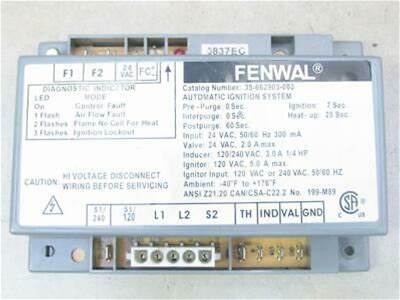 3837EC
F1 F2 24 VAC FC+
DIAGNOSTIC INDICATOR
LED MODE
On Control Fault
1 Flash Air Flow Fault
2 Flashes Flame No Call For Heat
3 Flashes Ignition Lockout
HI VOLTAGE DISCONNECT
WIRING BEFORE SERVICING
FENWAL®
Catalog Number: 35-662903-003
AUTOMATIC IGNITION SYSTEM
Pre-Purge: 0 Sec. Ignition: 7 Sec.
Interpurge: 0 Sec. Heat-up: 20 Sec.
Postpurge: 60 Sec.
Input: 24 VAC, 50/60 Hz 300 mA
Valve: 24 VAC, 2.0 A max.
Inducer: 120/240 VAC, 3.0 A 1/4 HP
Igniter: 120 VAC, 5.0 A max.
Ignitor Input: 120 VAC or 240 VAC, 50/60 HZ.
Ambient: -40°F to +176°F
ANSI Z21.20 CAN/CSA-C22.2 No. 199-M89
S1/240 S1/120 L1 L2 S2 TH IND VAL GND